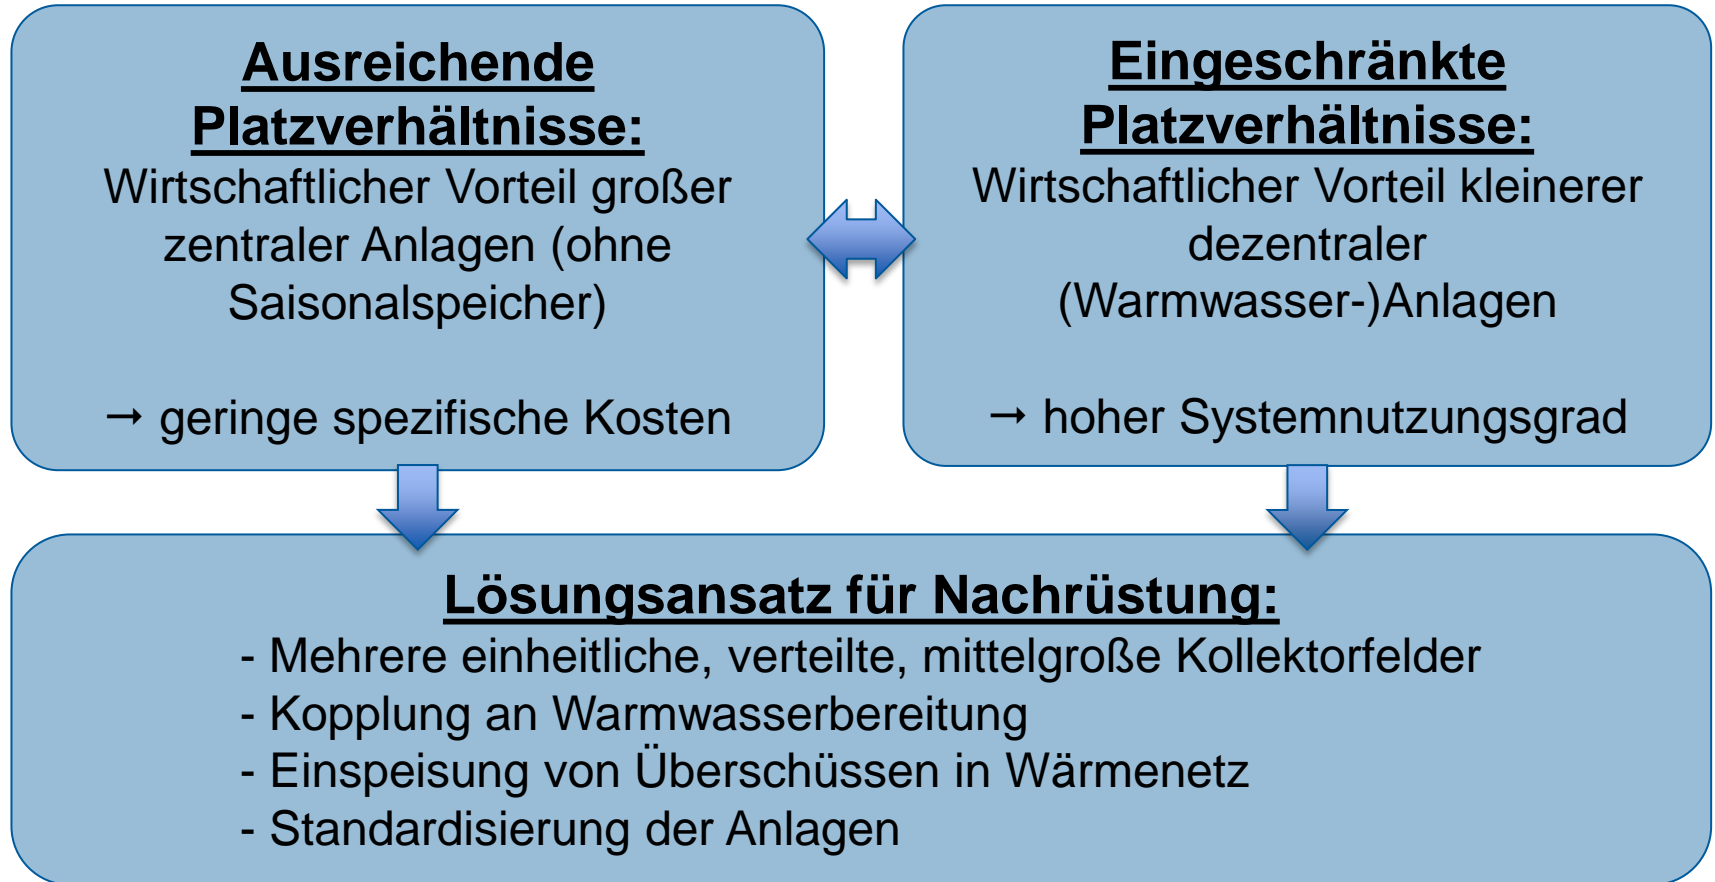 Ausreichende
Platzverhältnisse:
Wirtschaftlicher Vorteil großer
zentraler Anlagen (ohne
Saisonalspeicher)
→ geringe spezifische Kosten
Eingeschränkte
Platzverhältnisse:
Wirtschaftlicher Vorteil kleinerer
dezentraler
(Warmwasser-)Anlagen
→ hoher Systemnutzungsgrad
Lösungsansatz für Nachrüstung:
- Mehrere einheitliche, verteilte, mittelgroße Kollektorfelder
- Kopplung an Warmwasserbereitung
- Einspeisung von Überschüssen in Wärmenetz
- Standardisierung der Anlagen